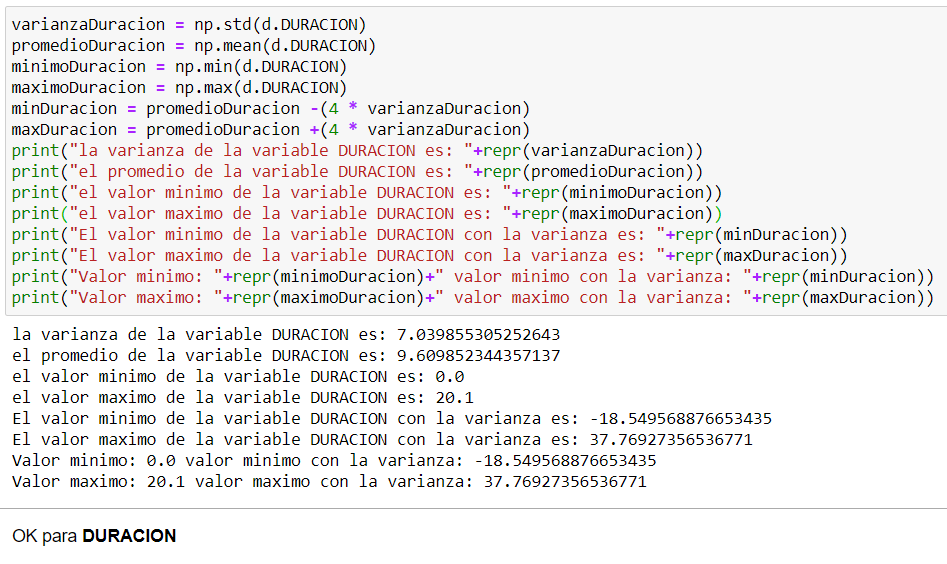 varianzaDuracion = np.std(d.DURACION)
promedioDuracion = np.mean(d.DURACION)
minimoDuracion = np.min(d.DURACION)
maximoDuracion = np.max(d.DURACION)
minDuracion = promedioDuracion -(4 * varianzaDuracion)
maxDuracion = promedioDuracion +(4 * varianzaDuracion)
print("la varianza de la variable DURACION es: "+repr(varianzaDuracion))
print("el promedio de la variable DURACION es: "+repr(promedioDuracion))
print("el valor minimo de la variable DURACION es: "+repr(minimoDuracion))
print("el valor maximo de la variable DURACION es: "+repr(maximoDuracion))
print("El valor minimo de la variable DURACION con la varianza es: "+repr(minDuracion))
print("El valor maximo de la variable DURACION con la varianza es: "+repr(maxDuracion))
print("Valor minimo: "+repr(minimoDuracion)+" valor minimo con la varianza: "+repr(minDuracion))
print("Valor maximo: "+repr(maximoDuracion)+" valor maximo con la varianza: "+repr(maxDuracion))
la varianza de la variable DURACION es: 7.039855305252643
el promedio de la variable DURACION es: 9.609852344357137
el valor minimo de la variable DURACION es: 0.0
el valor maximo de la variable DURACION es: 20.1
El valor minimo de la variable DURACION con la varianza es: -18.549568876653435
El valor maximo de la variable DURACION con la varianza es: 37.76927356536771
Valor minimo: 0.0 valor minimo con la varianza: -18.549568876653435
Valor maximo: 20.1 valor maximo con la varianza: 37.76927356536771
OK para DURACION